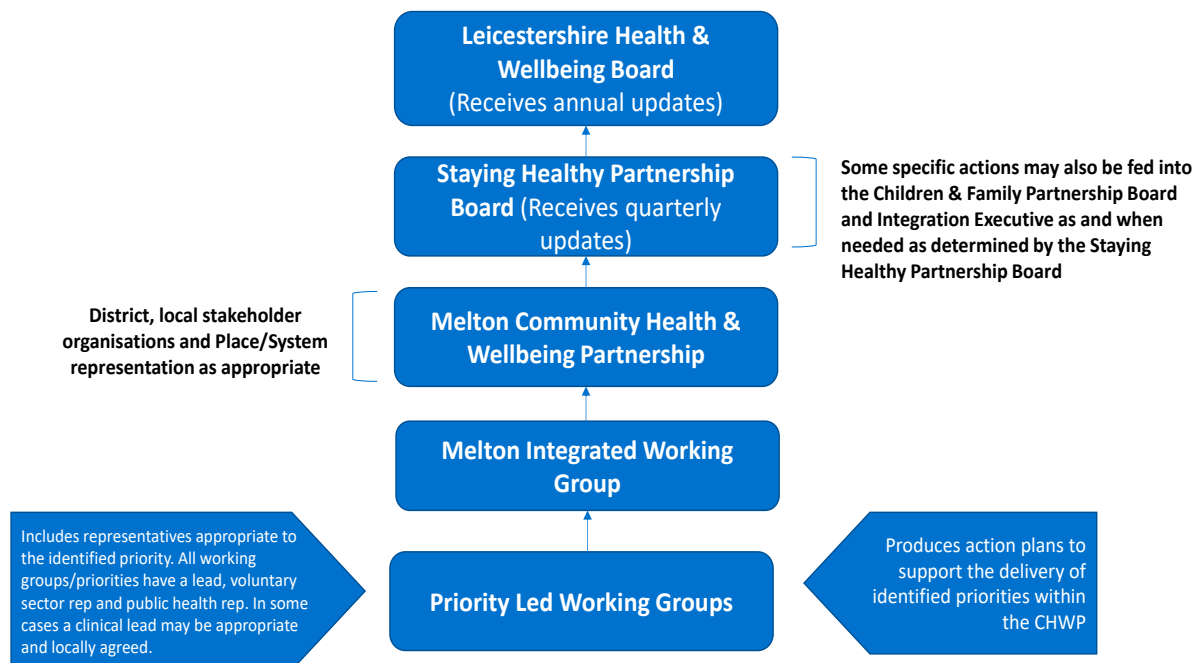 Leicestershire Health &
Wellbeing Board
(Receives annual updates)
Staying Healthy Partnership
Board (Receives quarterly
updates)
Some specific actions may also be fed into
the Children & Family Partnership Board
and Integration Executive as and when
needed as determined by the Staying
Healthy Partnership Board
District, local stakeholder
organisations and Place/System
representation as appropriate
Melton Community Health &
Wellbeing Partnership
Melton Integrated Working
Group
Includes representatives appropriate
to the identified priority. All working
groups/priorities have a lead, voluntary
sector rep and public health rep. In some
cases a clinical lead may be appropriate
and locally agreed.
Priority Led Working Groups
Produces action plans to
support the delivery of
identified priorities within
the CHWP